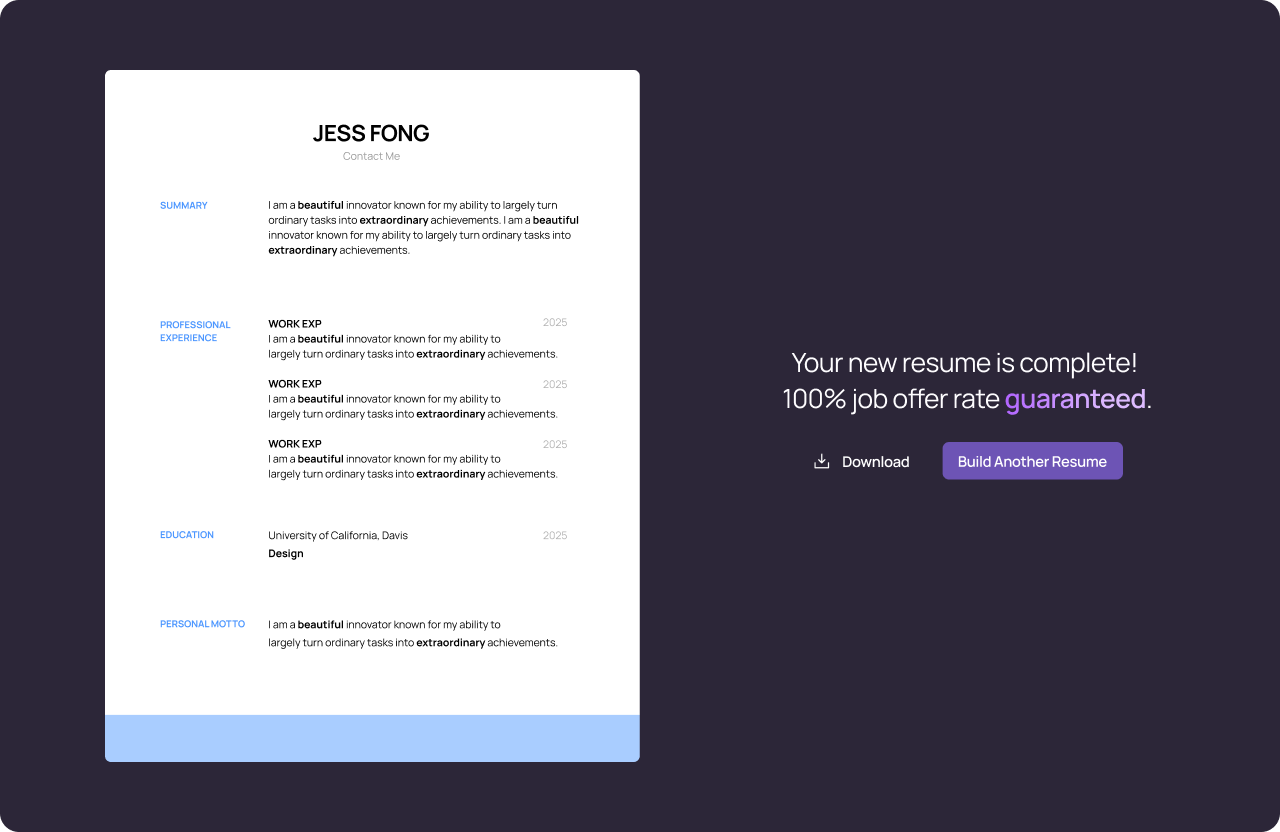 JESS FONG
Contact Me
SUMMARY
I am a beautiful innovator known for my ability to largely turn
ordinary tasks into extraordinary achievements. I am a beautiful
innovator known for my ability to largely turn ordinary tasks into
extraordinary achievements.
PROFESSIONAL
EXPERIENCE
WORK EXP 2025
I am a beautiful innovator known for my ability to
largely turn ordinary tasks into extraordinary achievements.
WORK EXP 2025
I am a beautiful innovator known for my ability to
largely turn ordinary tasks into extraordinary achievements.
WORK EXP 2025
I am a beautiful innovator known for my ability to
largely turn ordinary tasks into extraordinary achievements.
EDUCATION
University of California, Davis 2025
Design
PERSONAL MOTTO
I am a beautiful innovator known for my ability to
largely turn ordinary tasks into extraordinary achievements.
Your new resume is complete!
100% job offer rate guaranteed.
Download
Build Another Resume